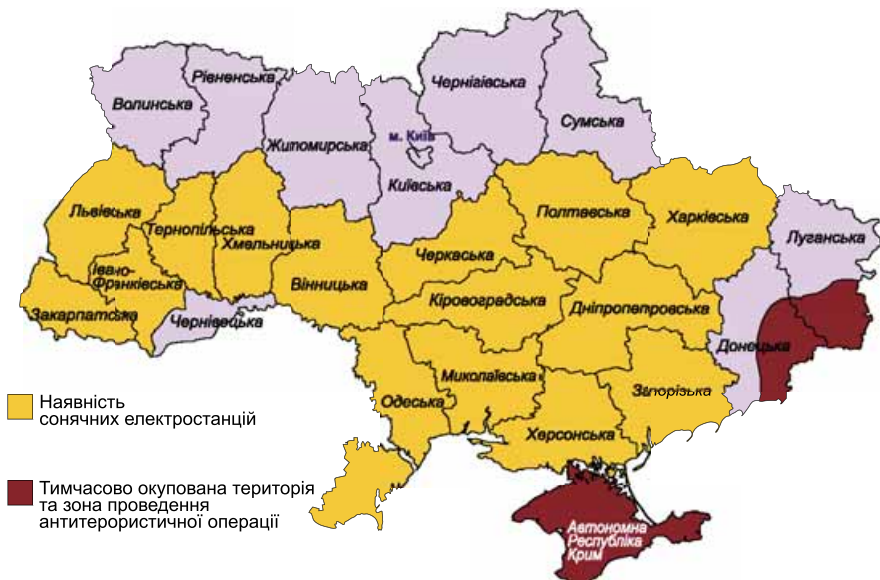 Рівненська
Волинська
Чернігівська
Сумська
Житомирська
м. Київ
Київська
Львівська
Тернопільська
Хмельницька
Полтавська
Харківська
Луганська
Івано-
Франківська
Вінницька
Черкаська
Кіровоградська
Дніпропетровська
Закарпатська
Чернівецька
Донецька
Миколаївська
Одеська
Запорізька
Херсонська
Наявність
сонячних електростанцій
Тимчасово окупована територія
та зона проведення
антитерористичної операції
Автономна
Республіка
Крим